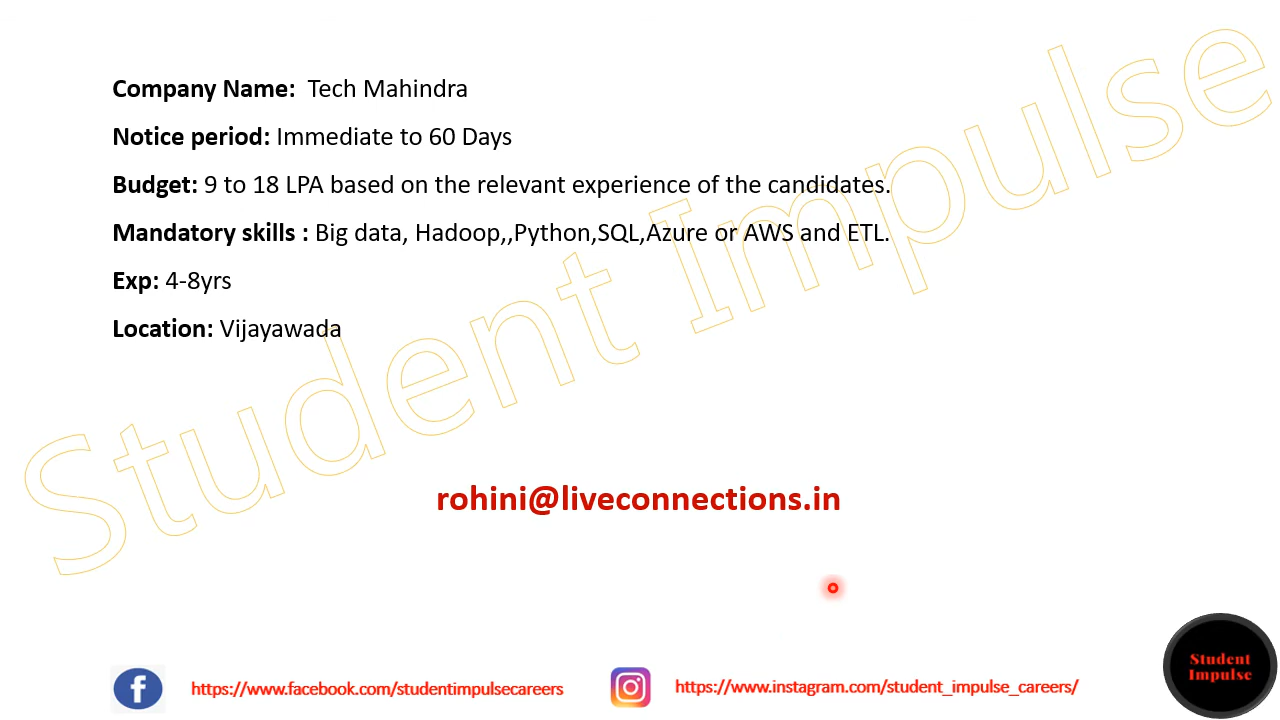 Company Name: Tech Mahindra
Notice period: Immediate to 60 Days
Budget: 9 to 18 LPA based on the relevant experience of the candidates.
Mandatory skills : Big data, Hadoop,,Python,SQL,Azure or AWS and ETL.
Exp: 4-8yrs
Location: Vijayawada
Student Impulse
rohini@liveconnections.in
https://www.facebook.com/studentimpulsecareers
https://www.instagram.com/student_impulse_careers/
Student
Impulse